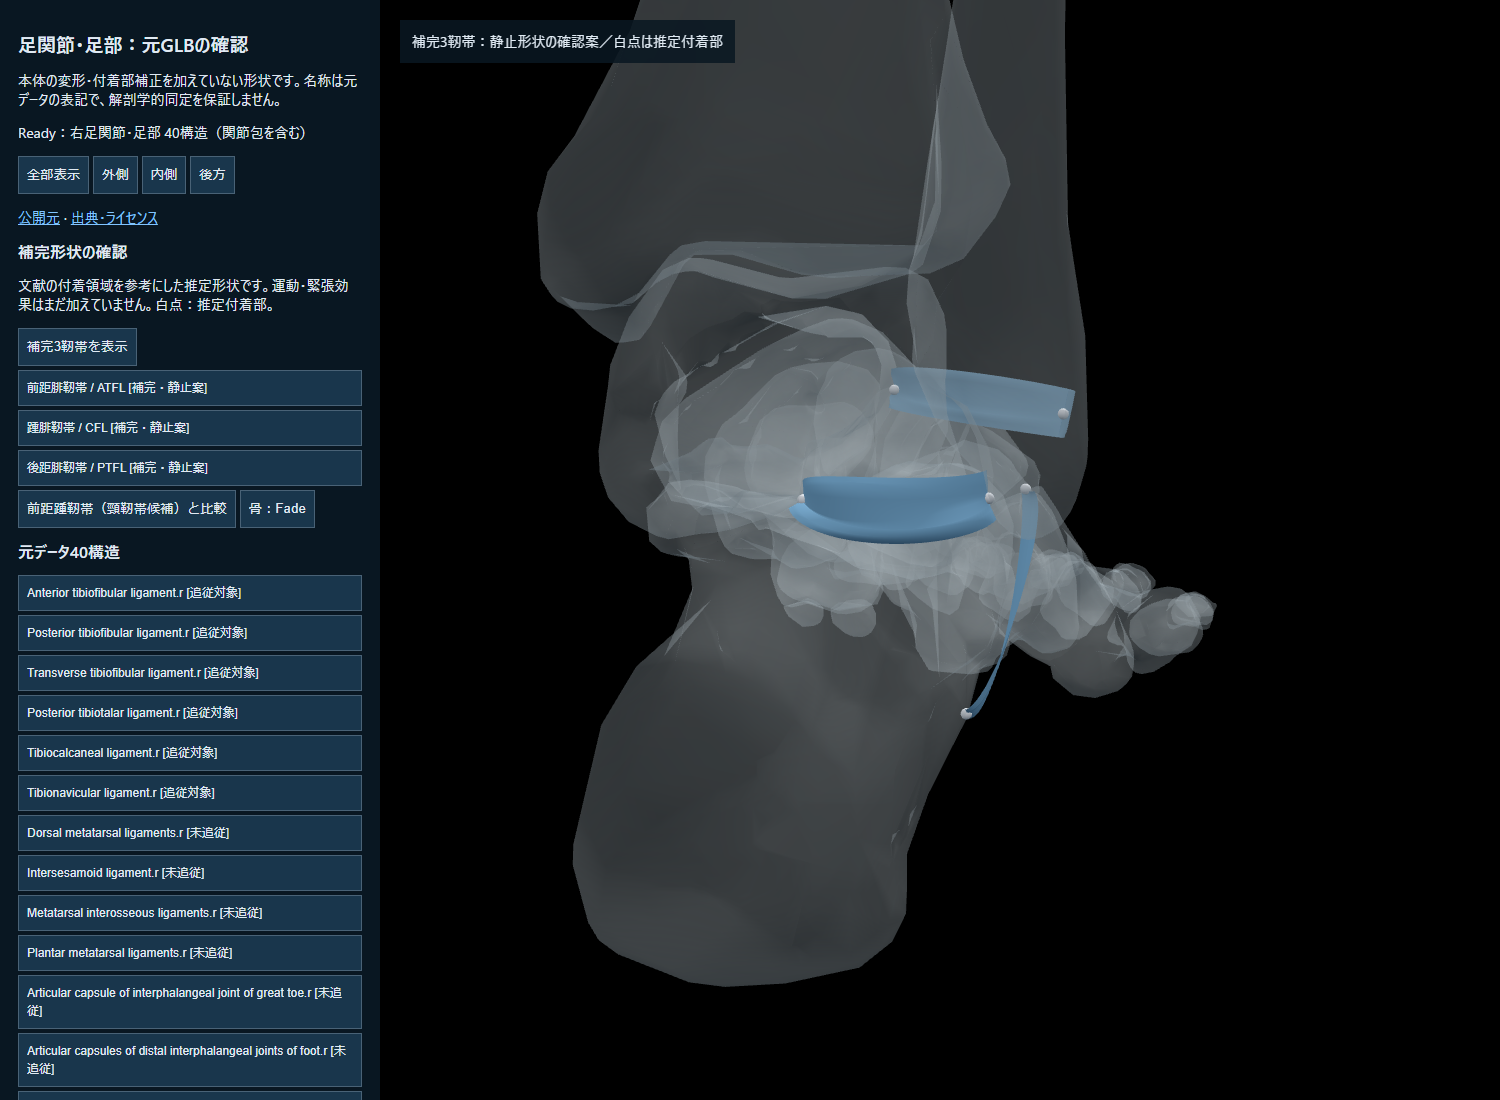 足関節・足部：元GLBの確認
本体の変形・付着部補正を加えていない形状です。名称は元
データの表記で、解剖学的同定を保証しません。
Ready：右足関節・足部 40構造（関節包を含む）
全部表示 外側 内側 後方
公開元 · 出典・ライセンス
補完形状の確認
文献の付着領域を参考にした推定形状です。運動・緊張効
果はまだ加えていません。白点：推定付着部。
補完3靭帯を表示
前距腓靭帯 / ATFL [補完・静止案]
踵腓靭帯 / CFL [補完・静止案]
後距腓靭帯 / PTFL [補完・静止案]
前距踵靭帯（頸靭帯候補）と比較 骨：Fade
元データ40構造
Anterior tibiofibular ligament.r [追従対象]
Posterior tibiofibular ligament.r [追従対象]
Transverse tibiofibular ligament.r [追従対象]
Posterior tibiotalar ligament.r [追従対象]
Tibiocalcaneal ligament.r [追従対象]
Tibionavicular ligament.r [追従対象]
Dorsal metatarsal ligaments.r [未追従]
Intersesamoid ligament.r [未追従]
Metatarsal interosseous ligaments.r [未追従]
Plantar metatarsal ligaments.r [未追従]
Articular capsule of interphalangeal joint of great toe.r [未追
従]
Articular capsules of distal interphalangeal joints of foot.r [未
追従]
補完3靭帯：静止形状の確認案／白点は推定付着部